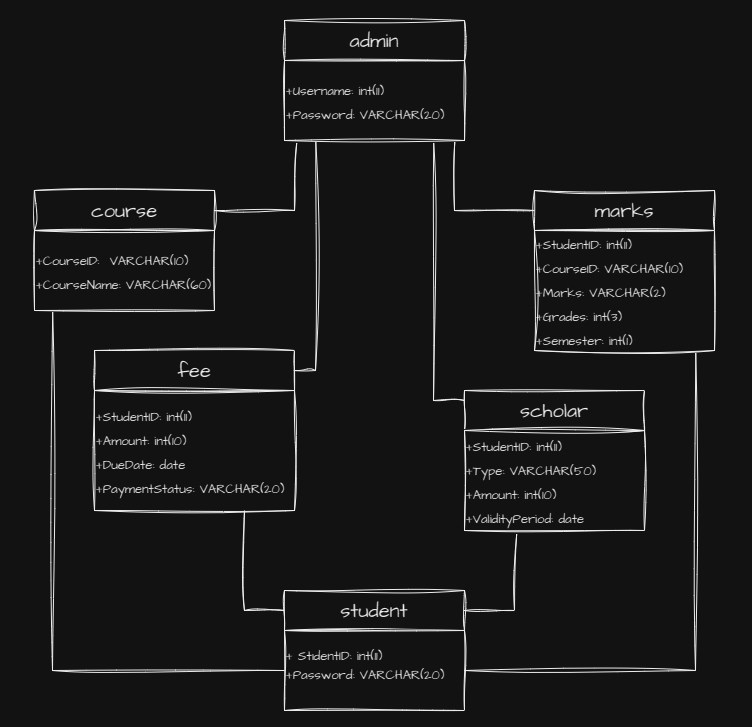 admin
+Username: int(11)
+Password: VARCHAR(20)
course
+CourseID: VARCHAR(10)
+CourseName: VARCHAR(60)
marks
+StudentID: int(11)
+CourseID: VARCHAR(10)
+Marks: VARCHAR(2)
+Grades: int(3)
+Semester: int(1)
fee
+StudentID: int(11)
+Amount: int(10)
+DueDate: date
+PaymentStatus: VARCHAR(20)
scholar
+StudentID: int(11)
+Type: VARCHAR(50)
+Amount: int(10)
+ValidityPeriod: date
student
+ StidentID: int(11)
+Password: VARCHAR(20)